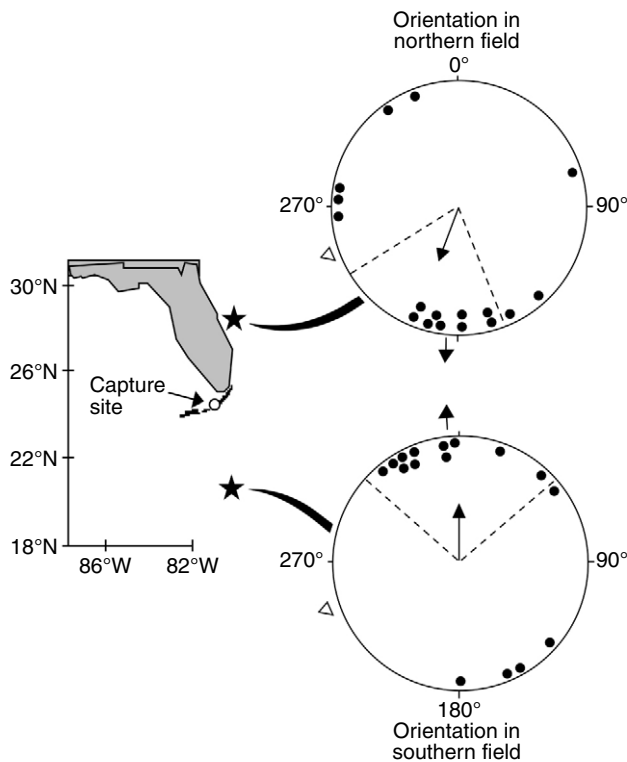 Orientation in
northern field
0°
270°
90°
30°N
26°N
Capture
site
22°N
18°N
86°W
82°W
270°
90°
180°
Orientation in
southern field